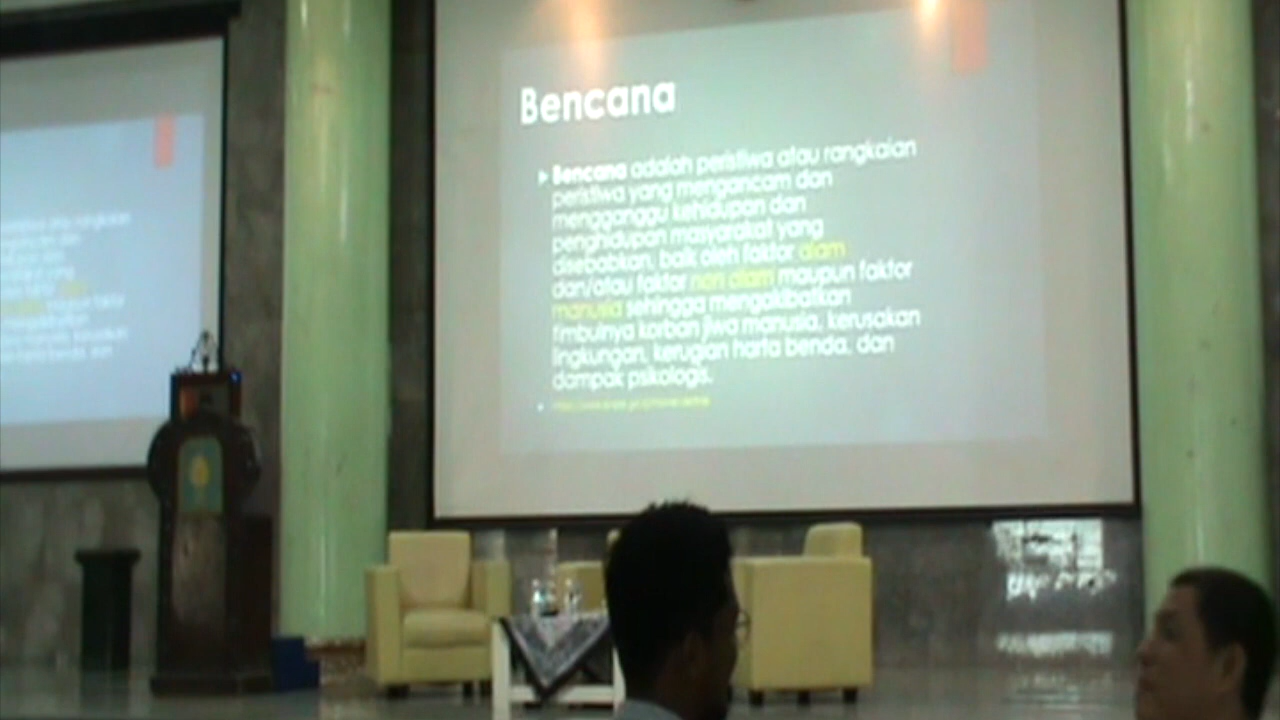 Bencana
Bencana adalah peristiwa atau rangkaian
peristiwa yang mengancam dan
mengganggu kehidupan dan
penghidupan masyarakat yang
disebabkan, baik oleh faktor alam
dan/atau faktor non alam maupun faktor
manusia sehingga mengakibatkan
timbulnya korban jiwa manusia, kerusakan
lingkungan, kerugian harta benda, dan
dampak psikologis.